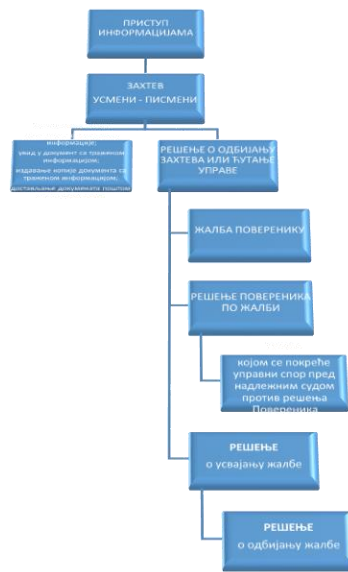 ПРИСТУП
ИНФОРМАЦИЈАМА
ЗАХТЕВ
УСМЕНИ - ПИСМЕНИ
информације;
увид у документ са траженом
информацијом;
издавање копије документа са
траженом информацијом;
достављање документа поштом
РЕШЕЊЕ О ОДБИЈАЊУ
ЗАХТЕВА ИЛИ ЋУТАЊЕ
УПРАВЕ
ЖАЛБА ПОВЕРЕНИКУ
РЕШЕЊЕ ПОВЕРЕНИКА
ПО ЖАЛБИ
којом се покреће
управни спор пред
надлежним судом
против решења
Повереника
РЕШЕЊЕ
о усвајању жалбе
РЕШЕЊЕ
о одбијању жалбе